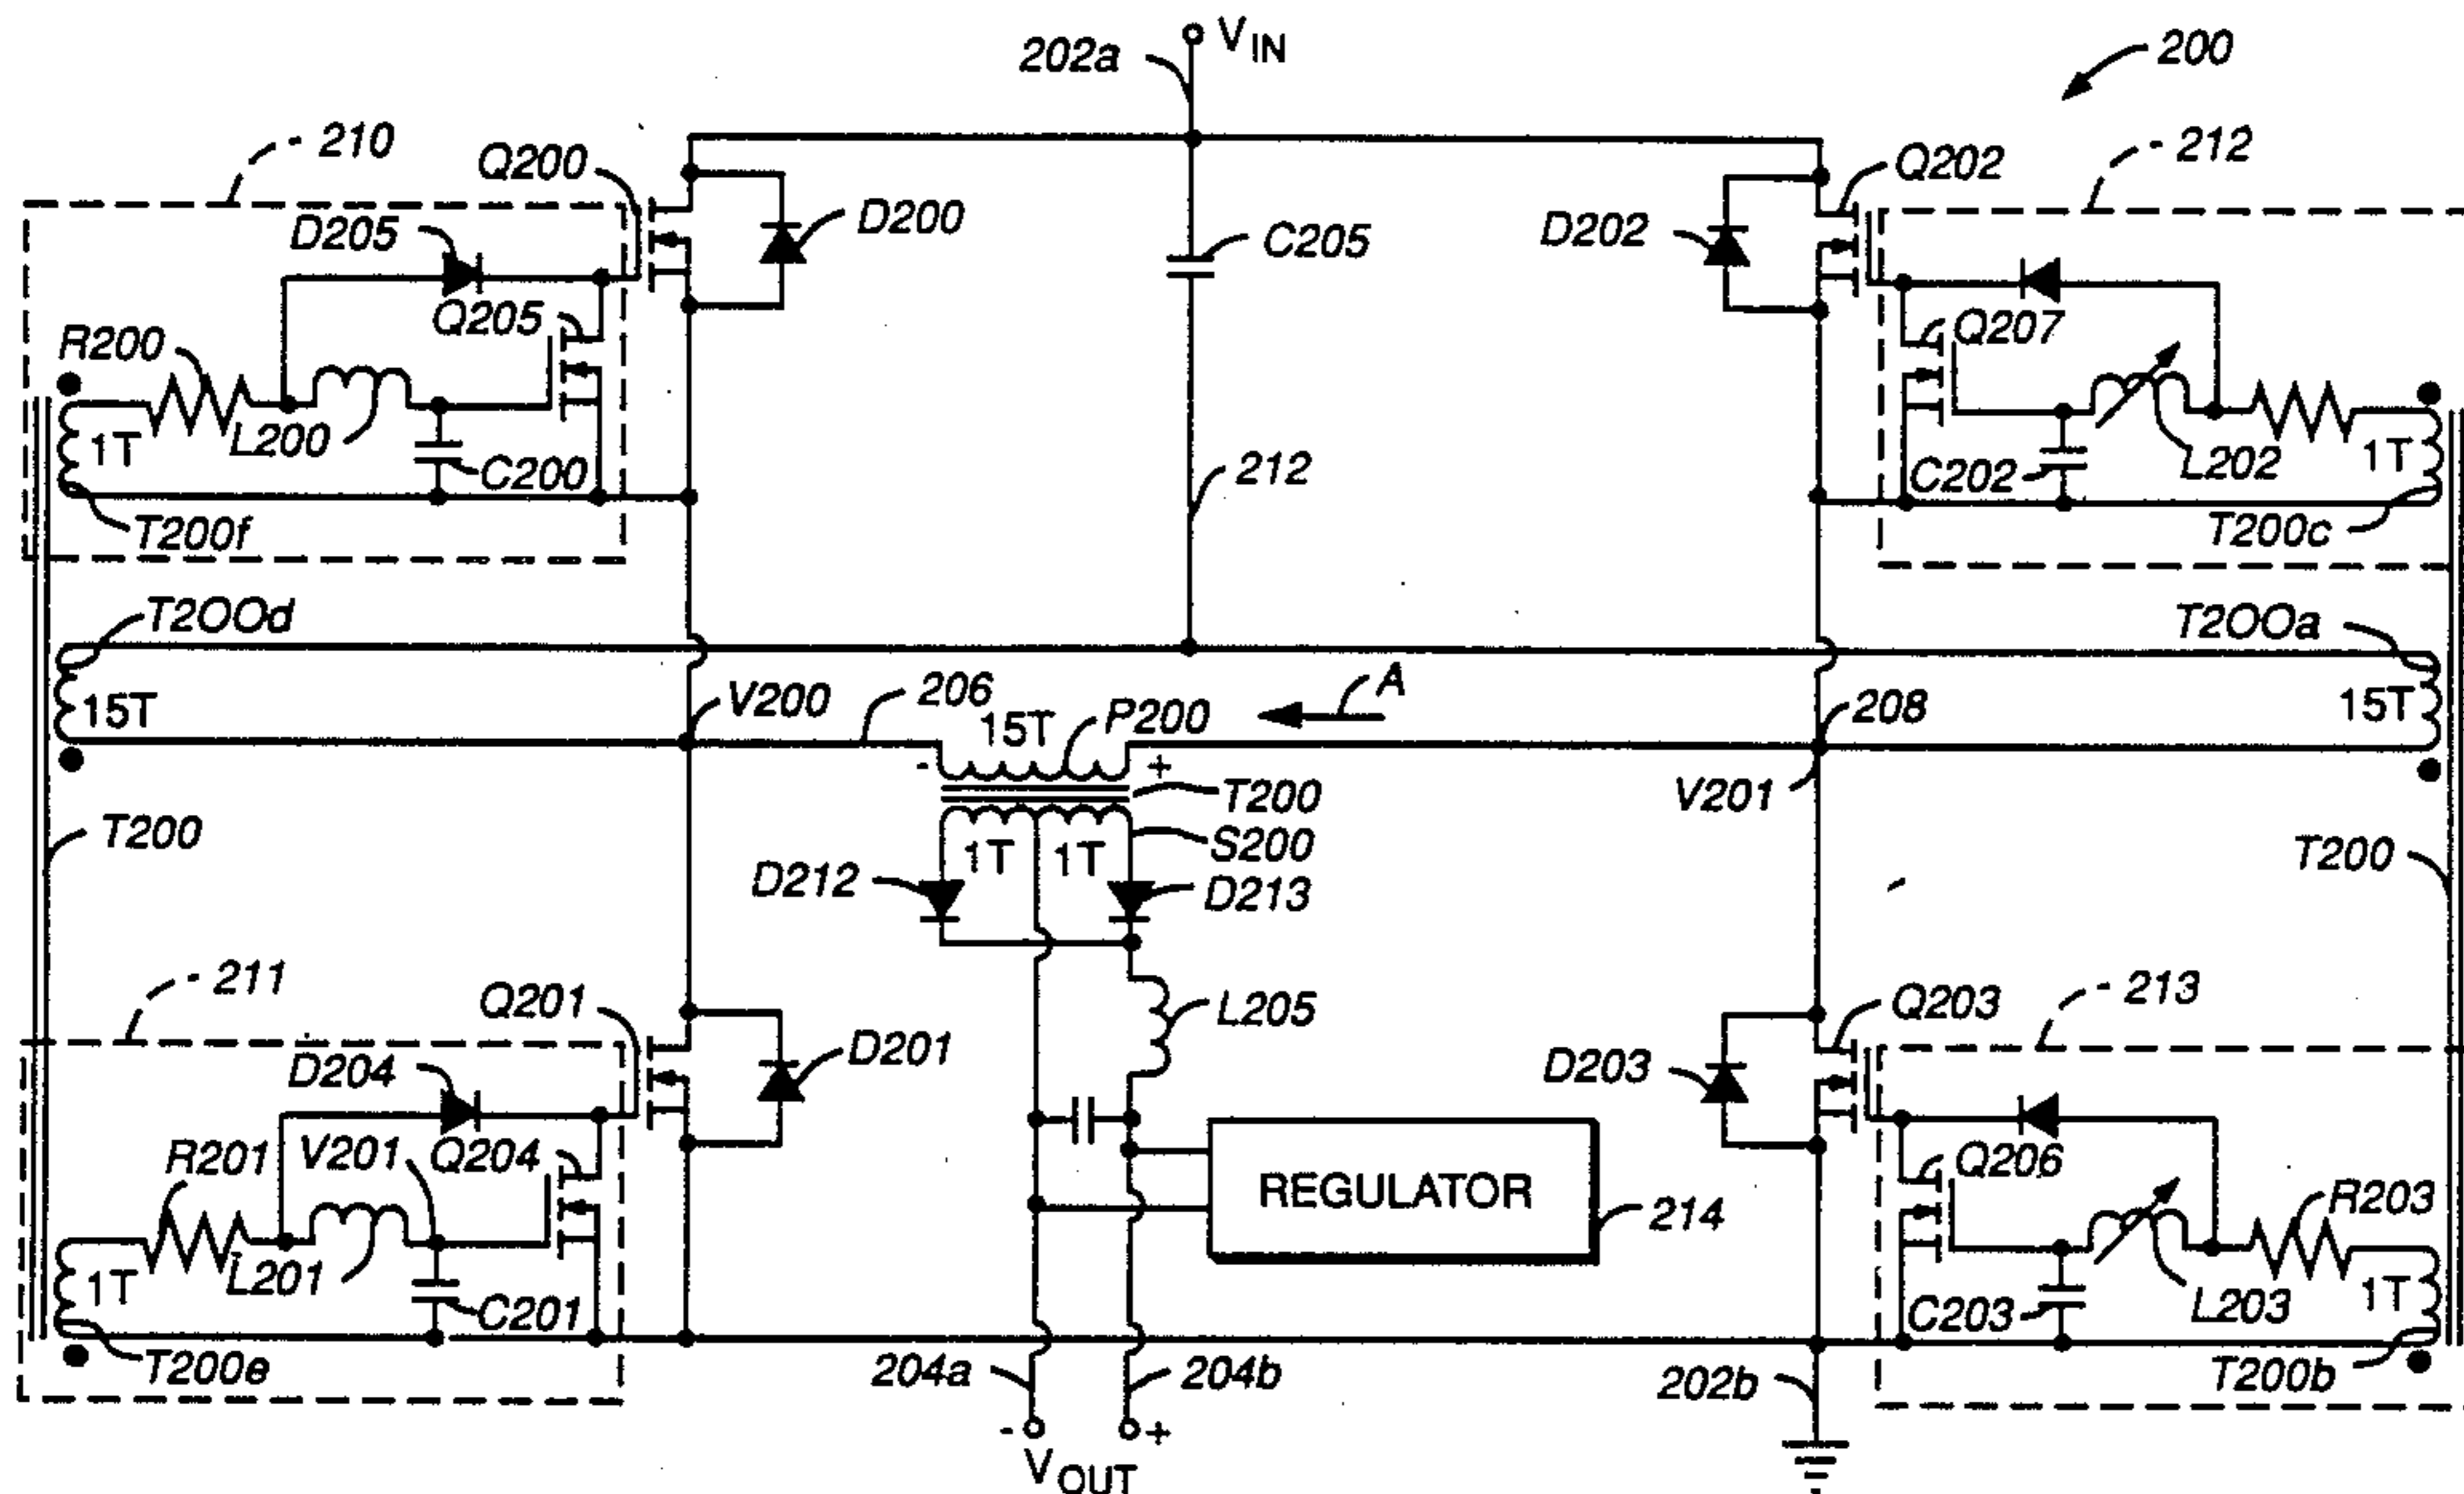 VIN
202a
200
210
212
Q200
Q202
D205
D200
C205
D202
Q205
Q207
R200
1T
L200
C200
212
C202
L202
1T
T200f
T200c
T200d
T200a
15T
V200
206
15T
P200
A
208
15T
-
+
T200
V201
T200
1T
1T
S200
T200
D212
D213
211
213
Q201
Q203
D204
D201
L205
D203
R201
V201
Q204
Q206
R203
REGULATOR
214
1T
L201
C201
C203
L203
1T
T200e
204a
204b
202b
T200b
-
+
VOUT